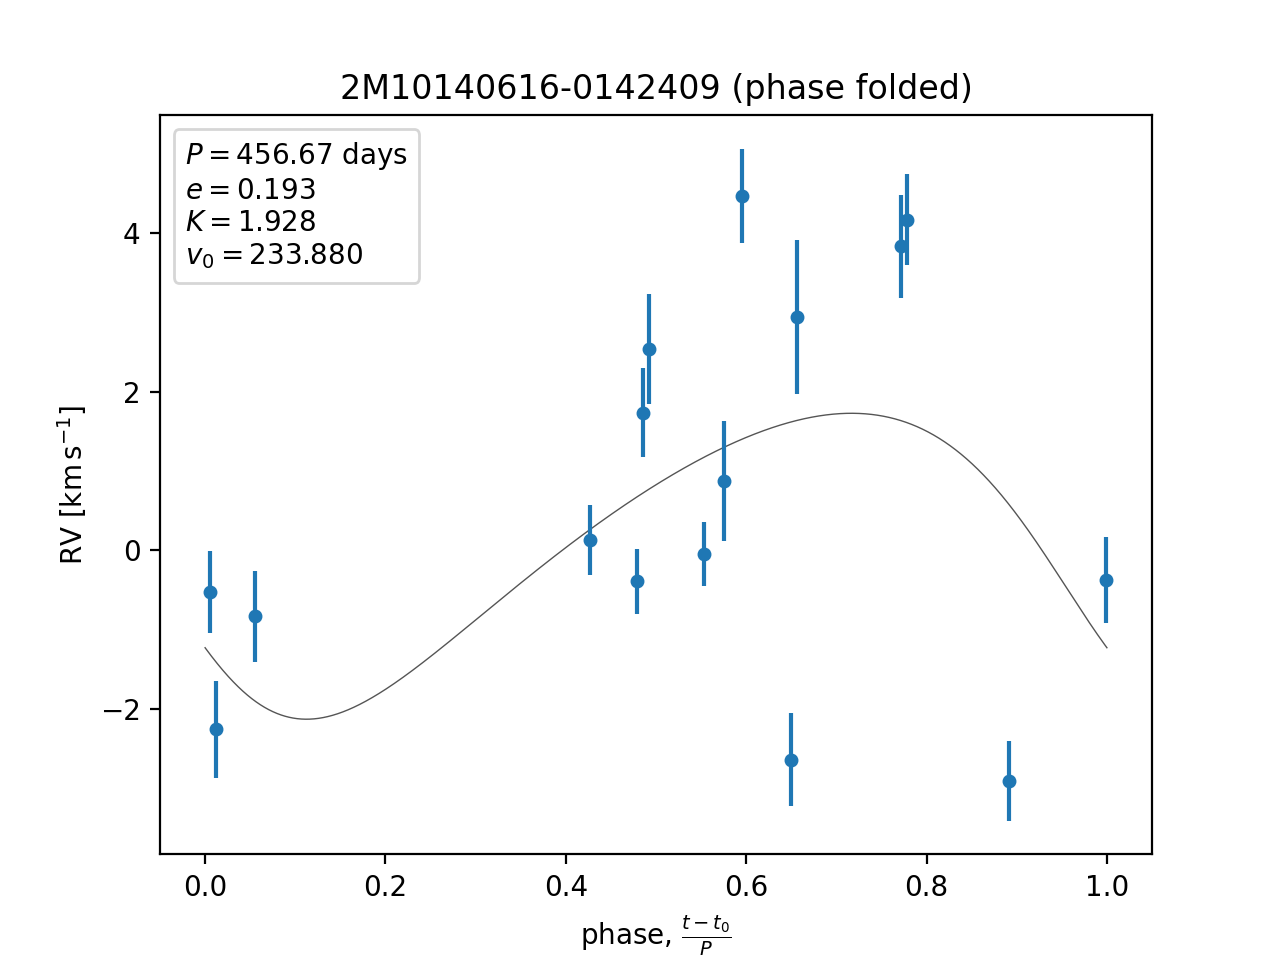 2M10140616-0142409 (phase folded)
P = 456.67 days
e = 0.193
K = 1.928
v₀ = 233.880
RV [km s⁻¹]
4
2
0
−2
0.0 0.2 0.4 0.6 0.8 1.0
phase, (t − t₀)/P